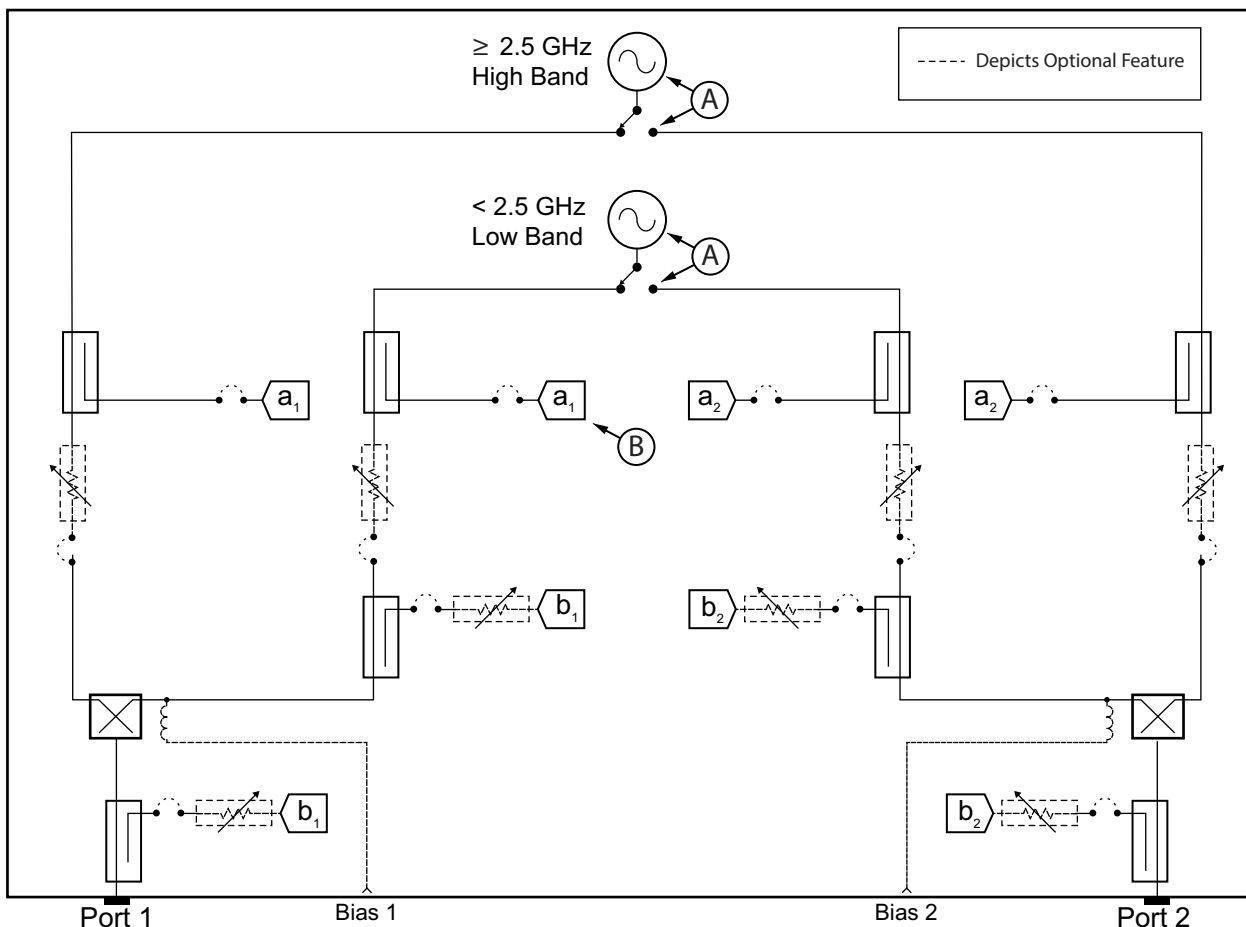 ≥ 2.5 GHz
High Band
A
Depicts Optional Feature
< 2.5 GHz
Low Band
A
a₁
a₁
a₂
a₂
B
b₁
b₂
b₁
b₂
Port 1
Bias 1
Bias 2
Port 2